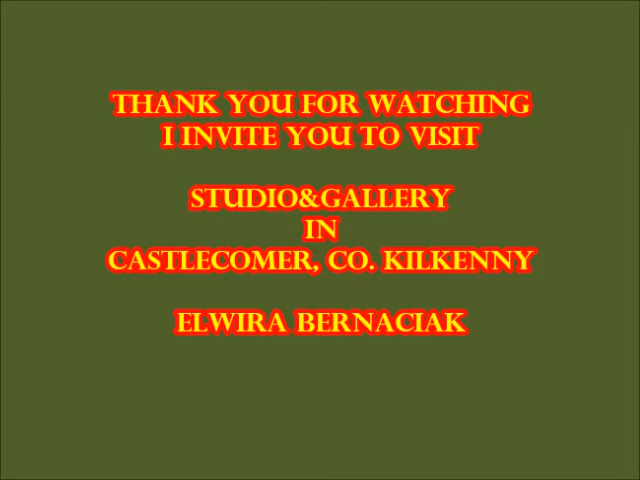 THANK YOU FOR WATCHING
I INVITE YOU TO VISIT
STUDIO&GALLERY
IN
CASTLECOMER, CO. KILKENNY
ELWIRA BERNACIAK